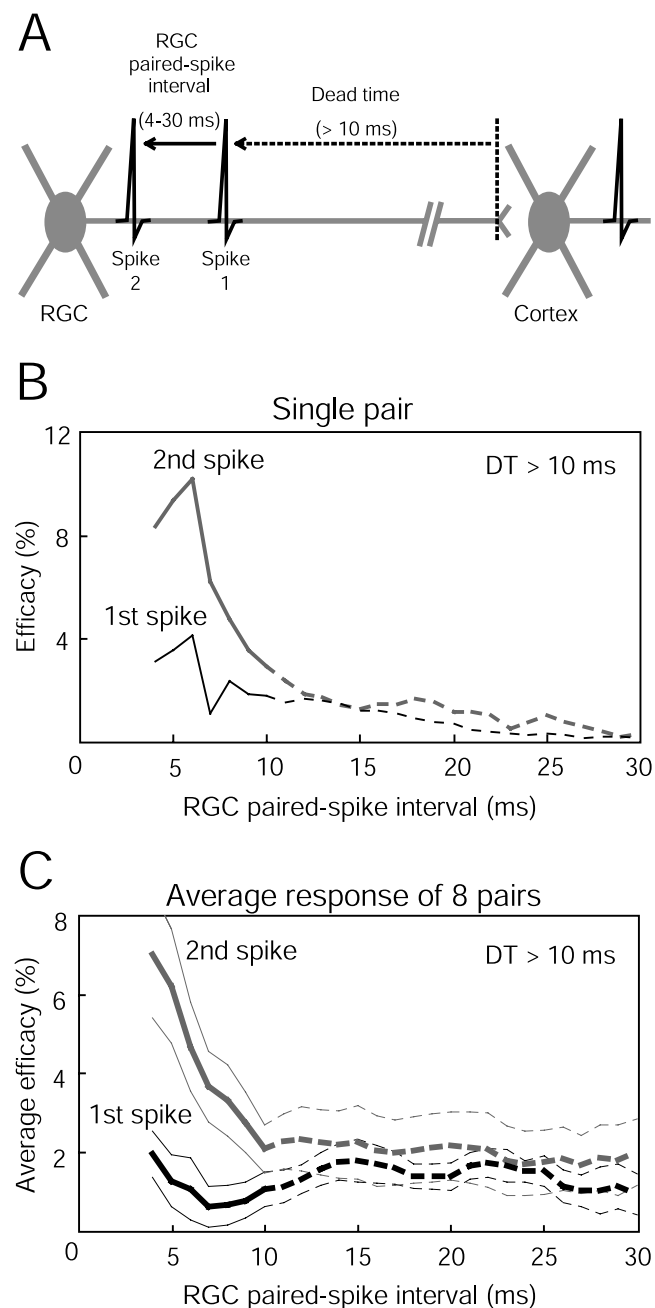 A
RGC
paired-spike
interval
(4-30 ms)
Dead time
(> 10 ms)
Spike
2
Spike
1
RGC
Cortex
B
Single pair
12
8
4
0
Efficacy (%)
2nd spike
1st spike
DT > 10 ms
5 10 15 20 25 30
RGC paired-spike interval (ms)
C
Average response of 8 pairs
8
6
4
2
0
Average efficacy (%)
2nd spike
1st spike
DT > 10 ms
5 10 15 20 25 30
RGC paired-spike interval (ms)